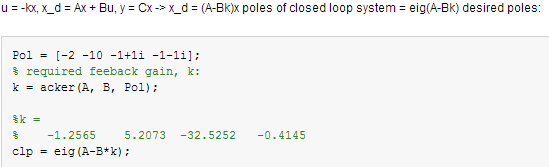 u = -kx, x_d = Ax + Bu, y = Cx -> x_d = (A-Bk)x poles of closed loop system = eig(A-Bk) desired poles:
Pol = [-2 -10 -1+1i -1-1i];
% required feeback gain, k:
k = acker(A, B, Pol);
%k =
% -1.2565 5.2073 -32.5252 -0.4145
clp = eig(A-B*k);